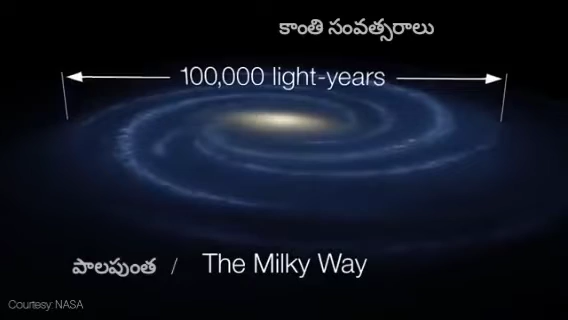 కాంతి సంవత్సరాలు
100,000 light-years
పాలపుంత / The Milky Way
Courtesy: NASA